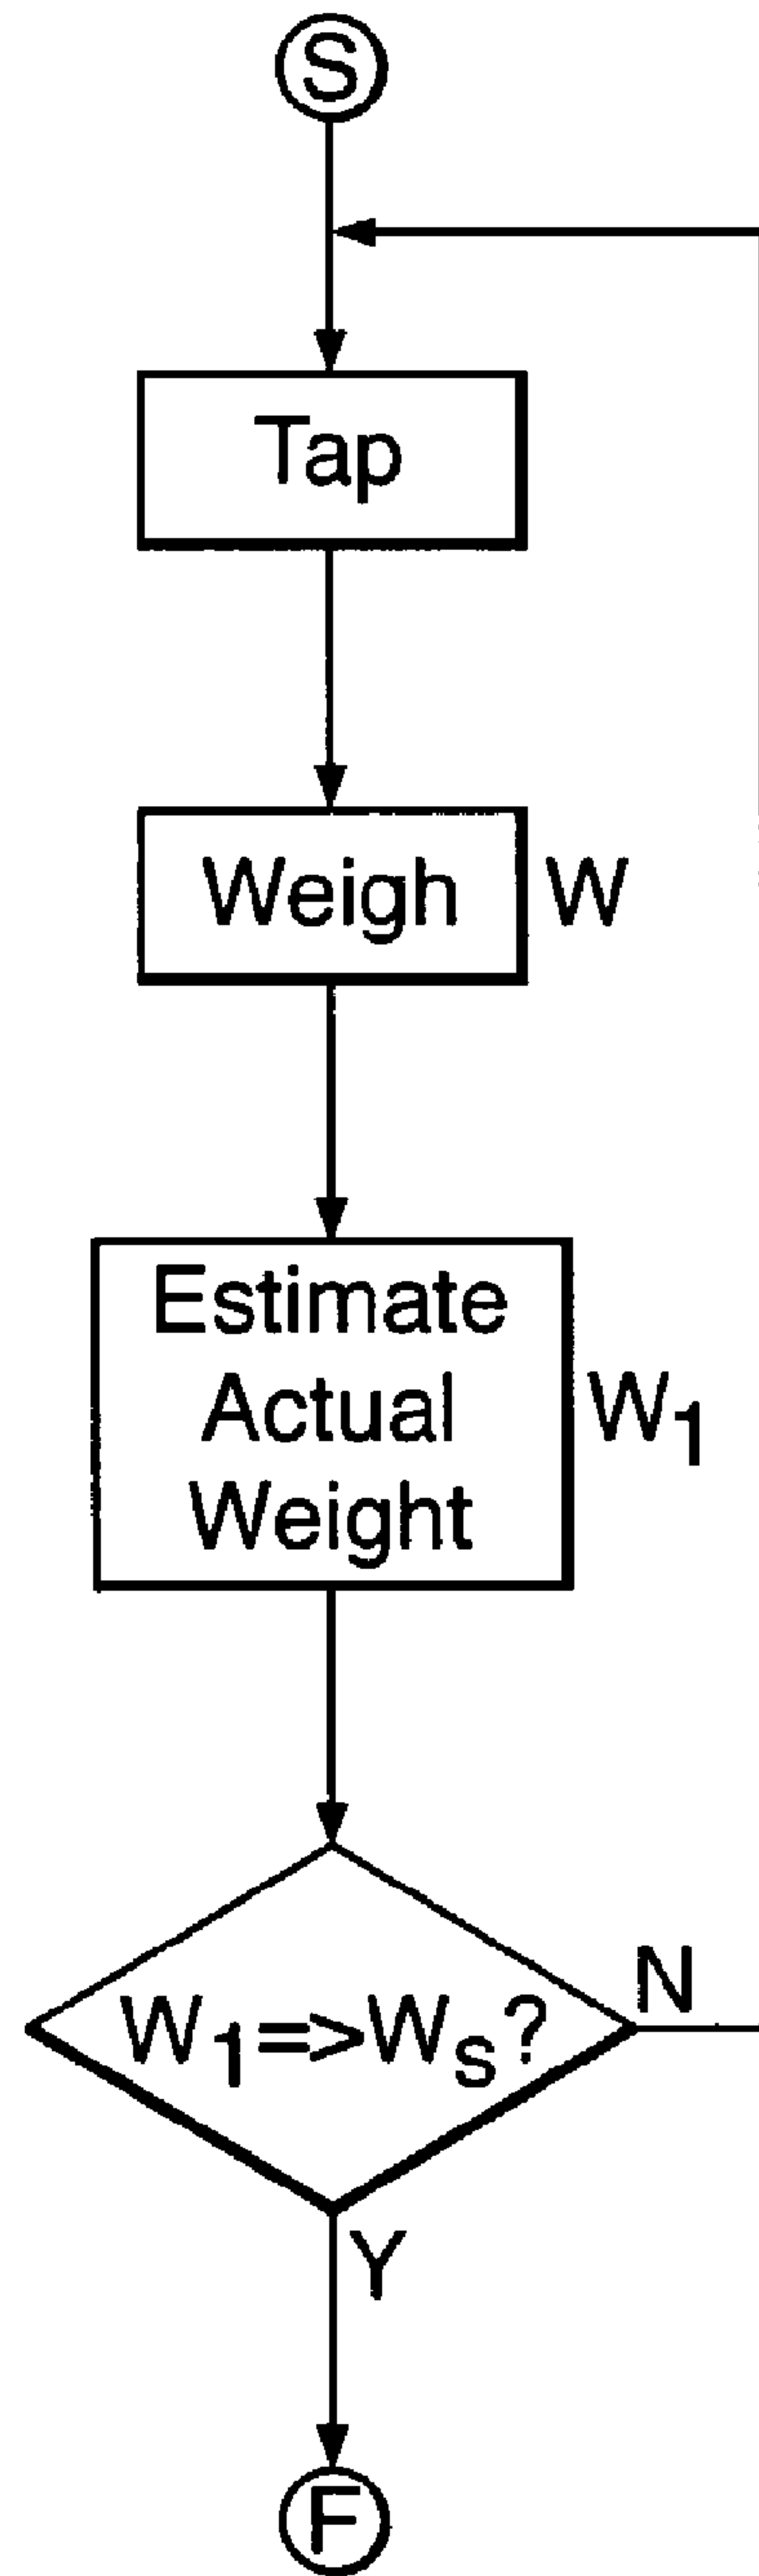 S
Tap
Weigh W
Estimate
Actual W₁
Weight
W₁=>Wₛ? N
Y
F